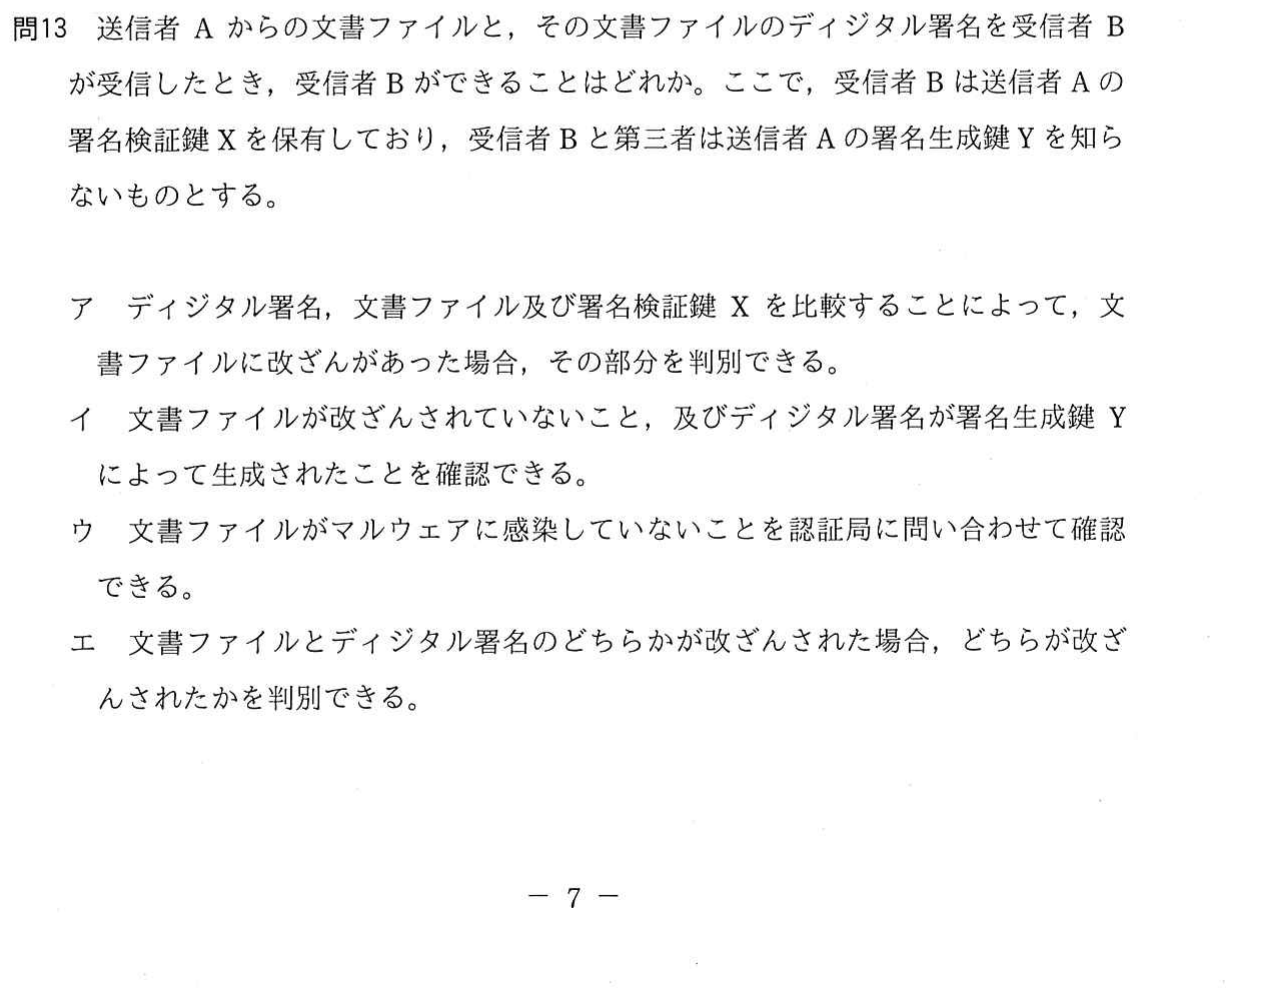 問13 送信者 A からの文書ファイルと，その文書ファイルのディジタル署名を受信者 B
が受信したとき，受信者 B ができることはどれか。ここで，受信者 B は送信者 A の
署名検証鍵 X を保有しており，受信者 B と第三者は送信者 A の署名生成鍵 Y を知ら
ないものとする。
ア ディジタル署名，文書ファイル及び署名検証鍵 X を比較することによって，文
書ファイルに改ざんがあった場合，その部分を判別できる。
イ 文書ファイルが改ざんされていないこと，及びディジタル署名が署名生成鍵 Y
によって生成されたことを確認できる。
ウ 文書ファイルがマルウェアに感染していないことを認証局に問い合わせて確認
できる。
エ 文書ファイルとディジタル署名のどちらかが改ざんされた場合，どちらが改ざ
んされたかを判別できる。
－ 7 －